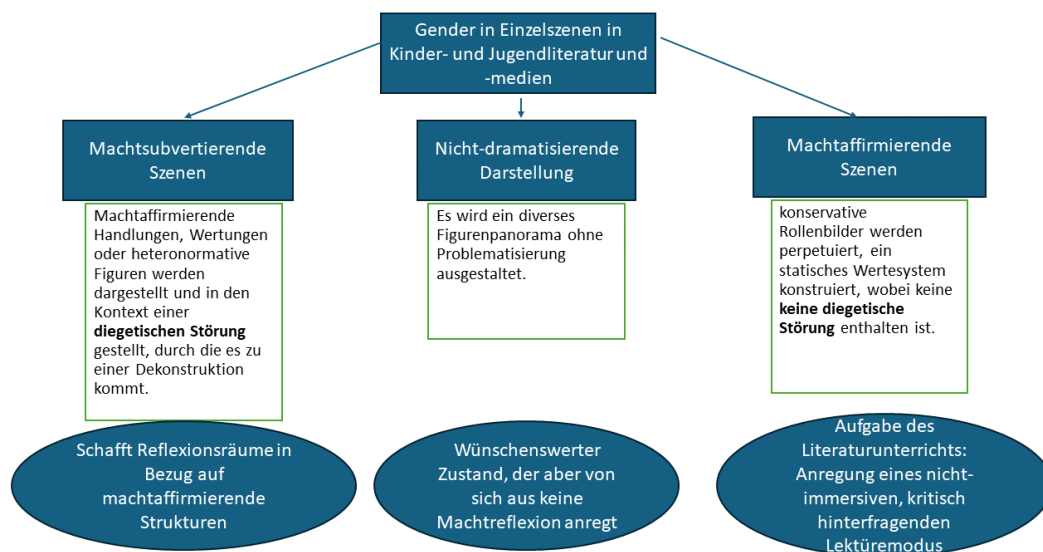 Gender in Einzelszenen in
Kinder- und Jugendliteratur und
-medien
Machtsubvertierende
Szenen
Nicht-dramatisierende
Darstellung
Machtaffirmierende
Szenen
Machtaffirmierende
Handlungen, Wertungen
oder heteronormative
Figuren werden
dargestellt und in den
Kontext einer
diegetischen Störung
gestellt, durch die es zu
einer Dekonstruktion
kommt.
Es wird ein diverses
Figurenpanorama ohne
Problematisierung
ausgestaltet.
konservative
Rollenbilder werden
perpetuiert, ein
statisches Wertesystem
konstruiert, wobei keine
keine diegetische
Störung enthalten ist.
Schafft Reflexionsräume in
Bezug auf
machtaffirmierende
Strukturen
Wünschenswerter
Zustand, der aber von
sich aus keine
Machtreflexion anregt
Aufgabe des
Literaturunterrichts:
Anregung eines nicht-
immersiven, kritisch
hinterfragenden
Lektüremodus